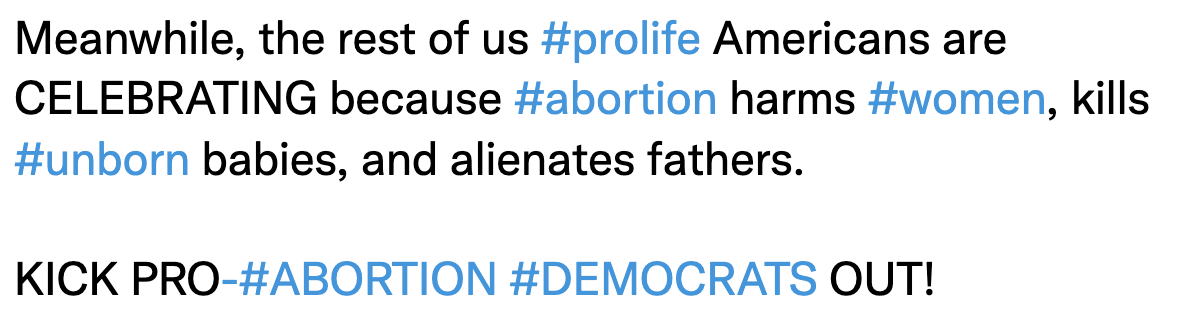 Meanwhile, the rest of us #prolife Americans are
CELEBRATING because #abortion harms #women, kills
#unborn babies, and alienates fathers.
KICK PRO-#ABORTION #DEMOCRATS OUT!